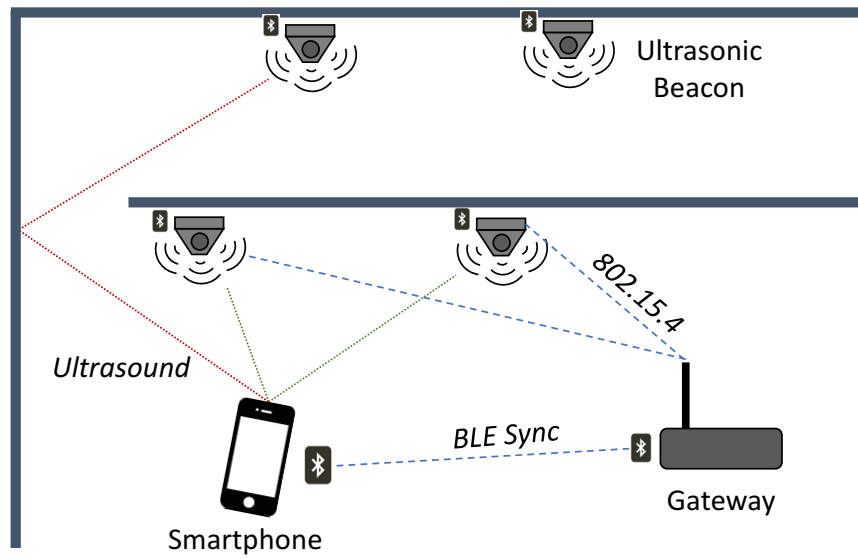 Ultrasonic
Beacon
802.15.4
Ultrasound
BLE Sync
Gateway
Smartphone